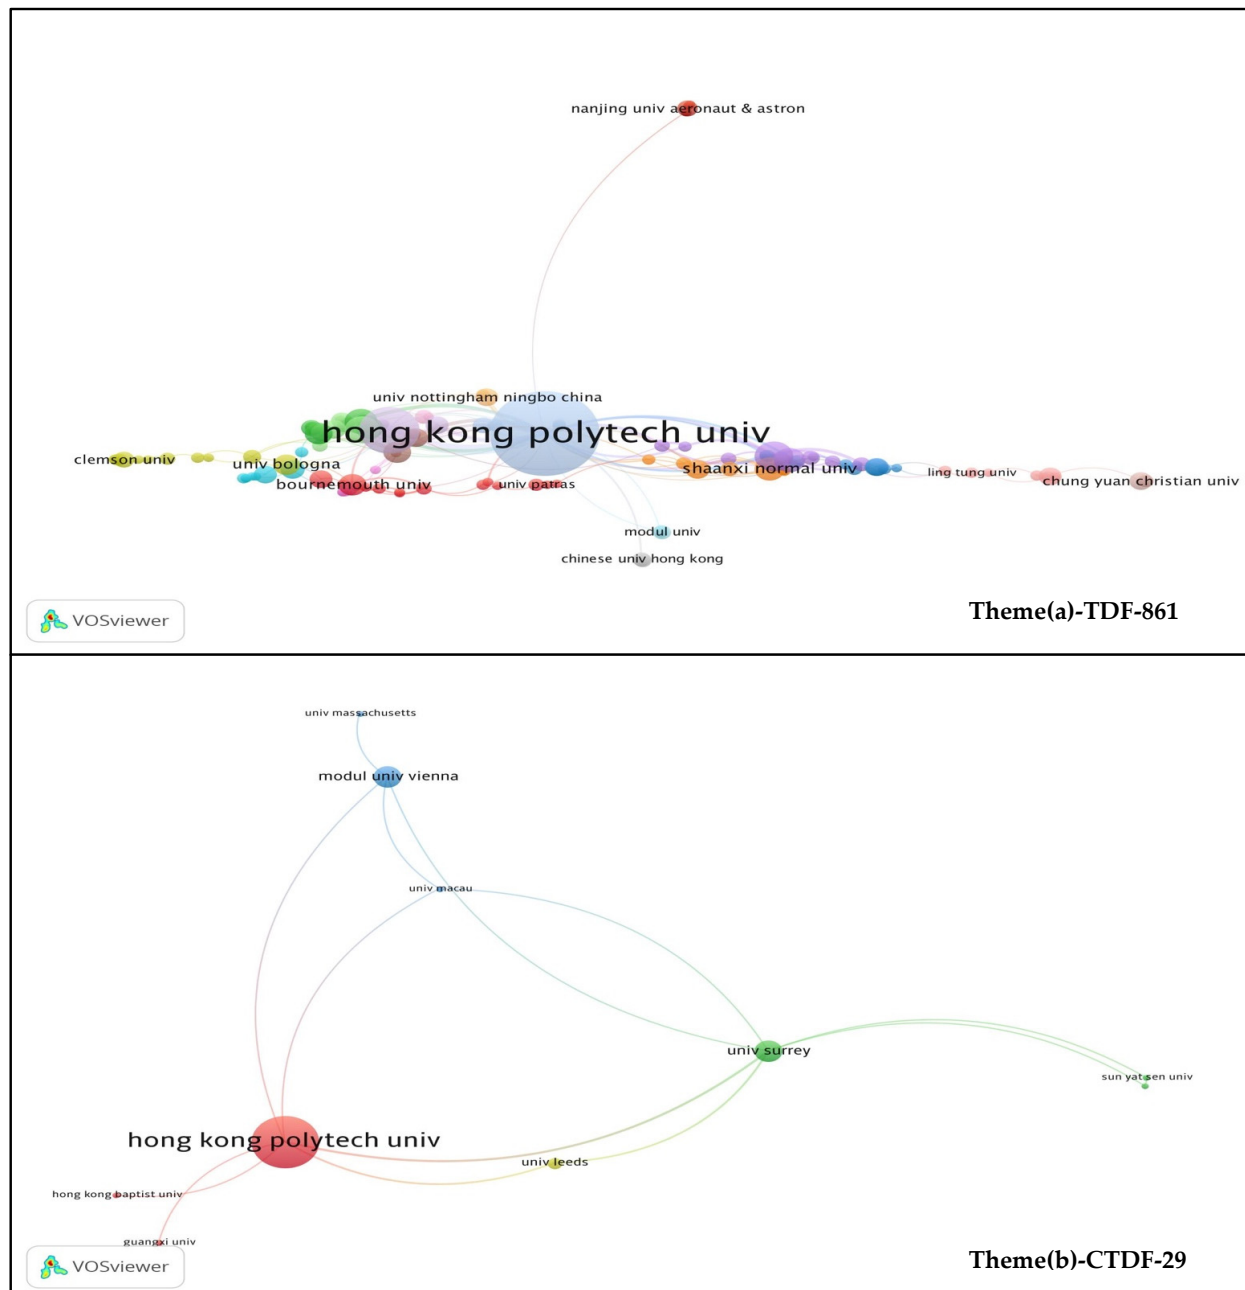 nanjing univ aeronaut & astron
univ nottingham ningbo china
hong kong polytech univ
clemson univ
univ bologna
shaanxi normal univ
ling tung univ
bournemouth univ
univ patras
chung yuan christian univ
modul univ
chinese univ hong kong
Theme(a)-TDF-861
VOSviewer
univ massachusetts
modul univ vienna
univ macau
univ surrey
sun yat sen univ
hong kong polytech univ
univ leeds
hong kong baptist univ
guangxi univ
VOSviewer
Theme(b)-CTDF-29